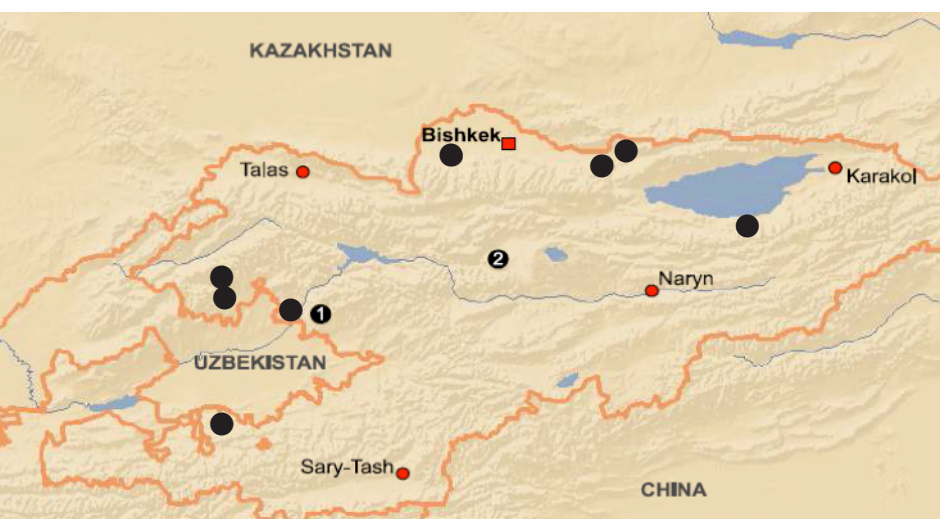 KAZAKHSTAN
Bishkek
Talas
Karakol
2
Naryn
1
UZBEKISTAN
Sary-Tash
CHINA